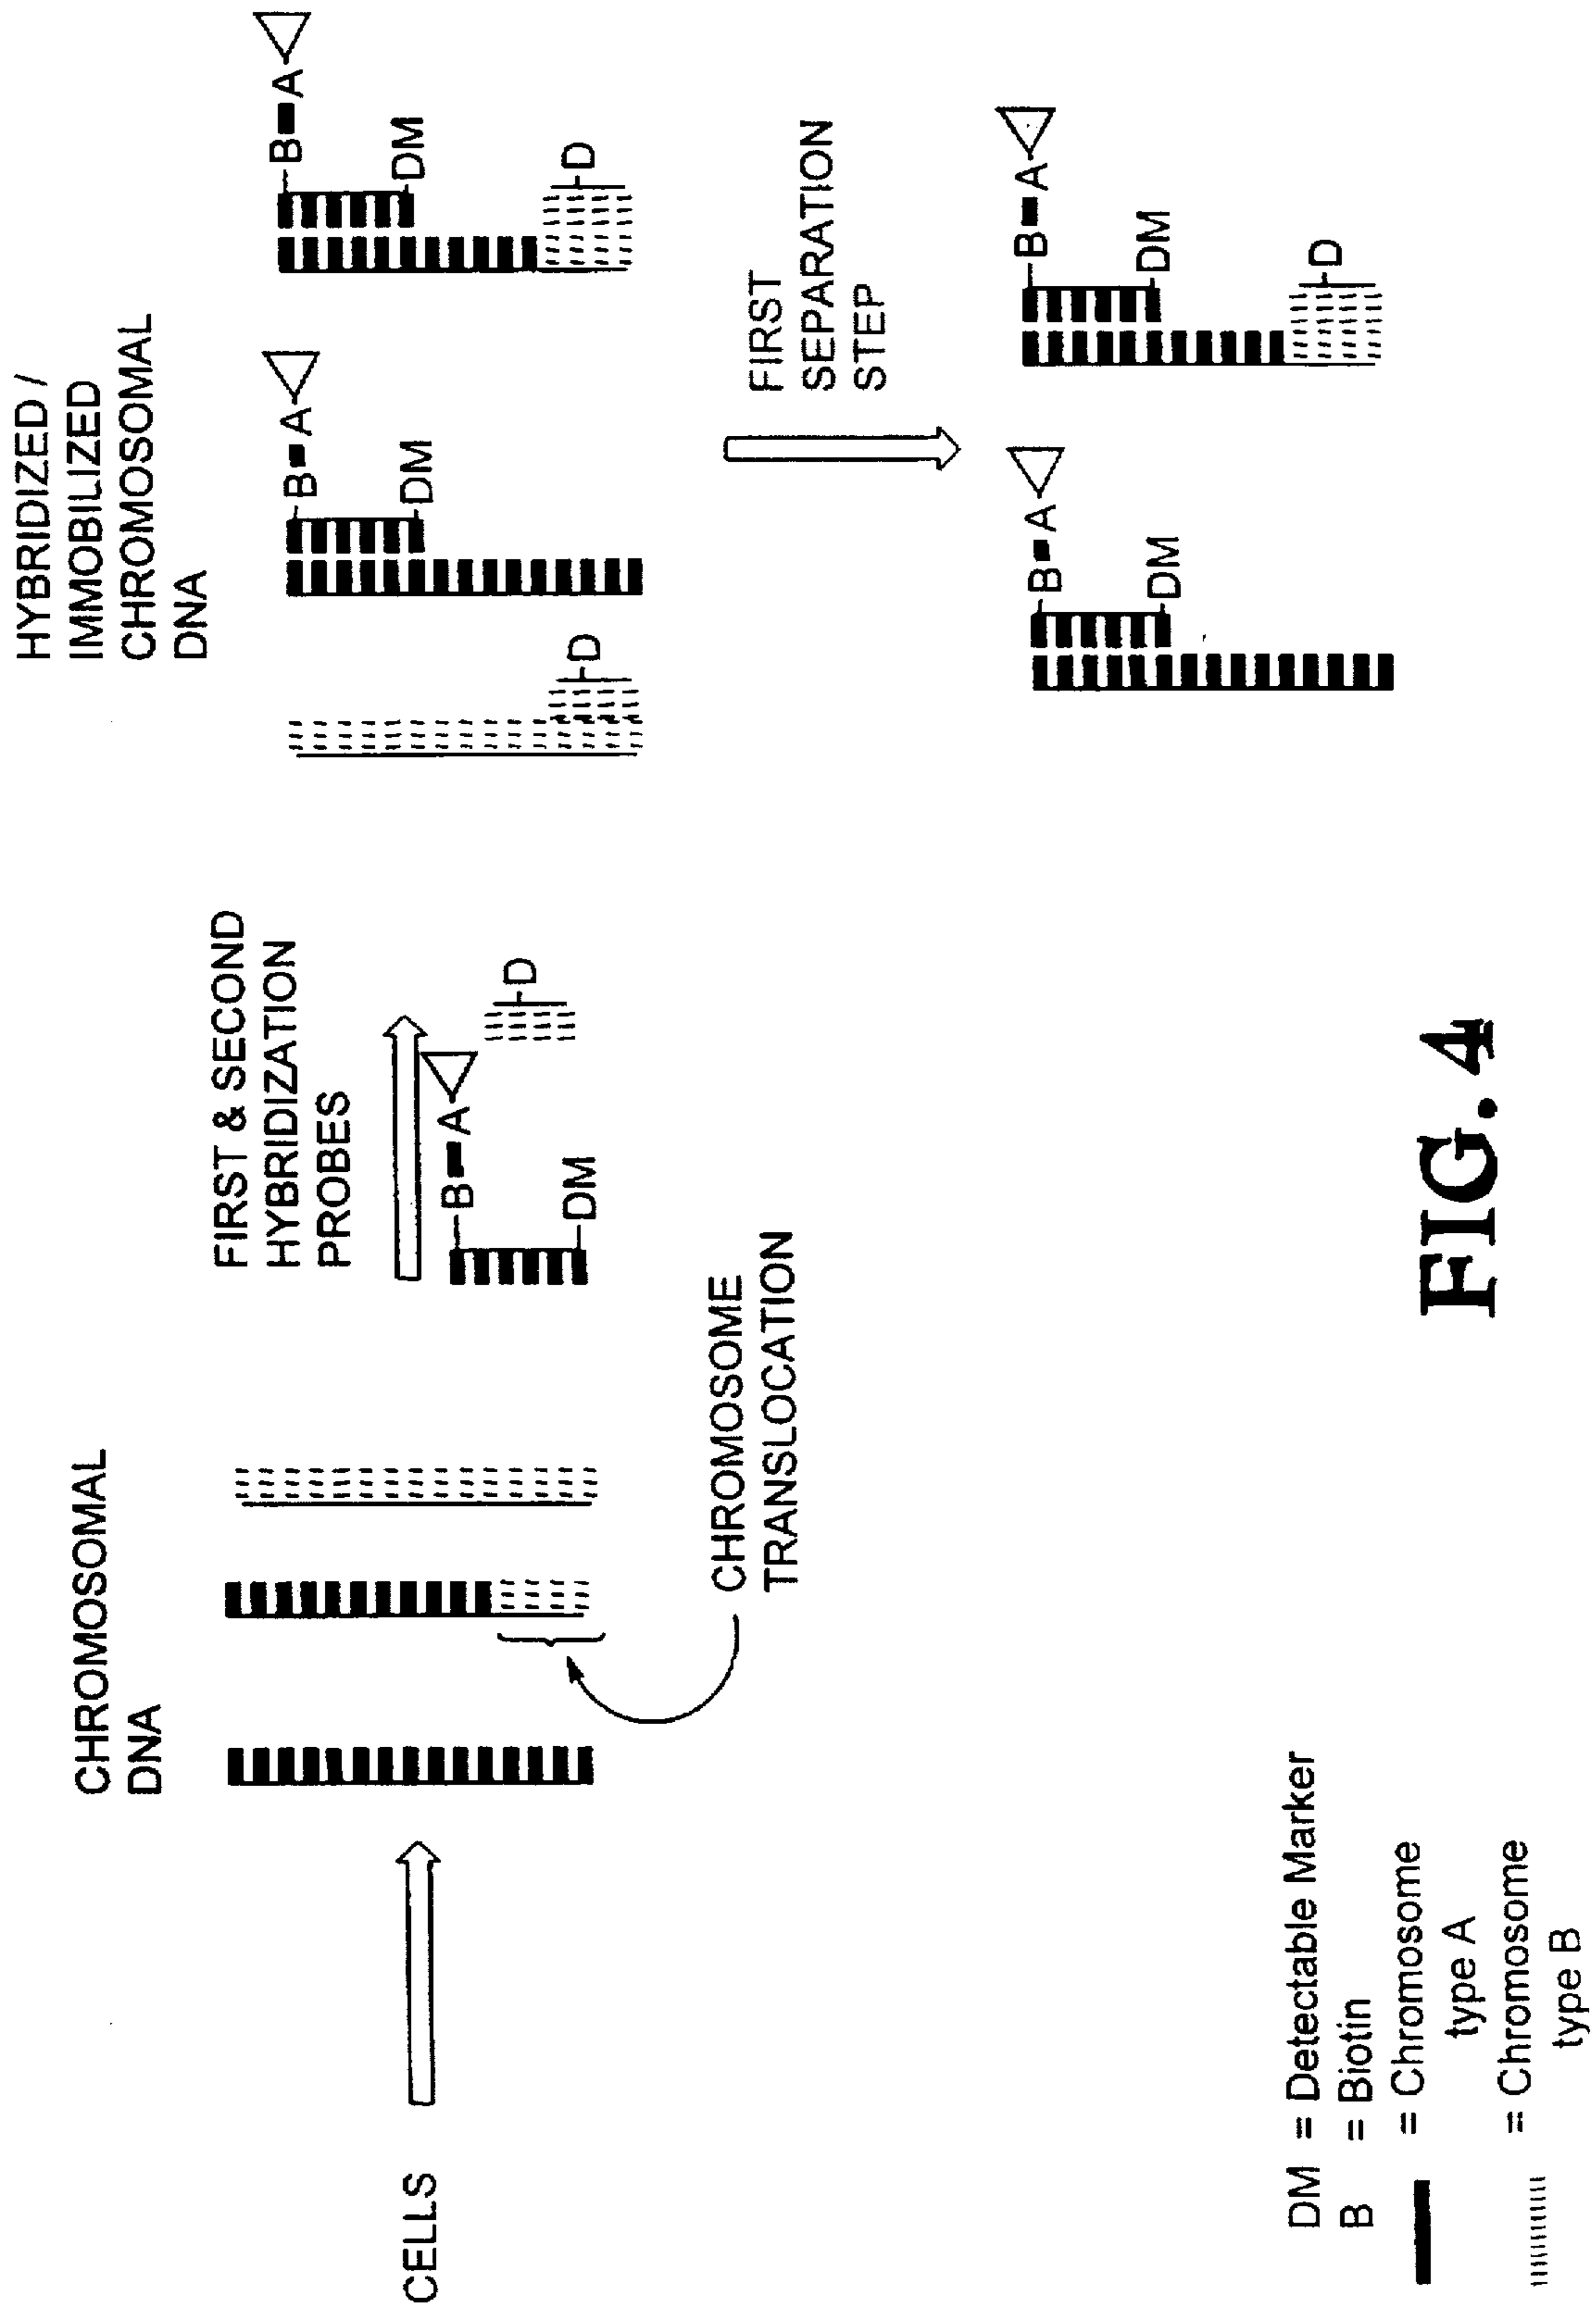 CELLS
CHROMOSOMAL
DNA
CHROMOSOME
TRANSLOCATION
FIRST & SECOND
HYBRIDIZATION
PROBES
B A
DM
D
HYBRIDIZED /
IMMOBILIZED
CHROMOSOMAL
DNA
D
B A
DM
B A
DM
D
FIRST
SEPARATION
STEP
B A
DM
B A
DM
D
DM = Detectable Marker
B = Biotin
= Chromosome
type A
= Chromosome
type B
FIG. 4